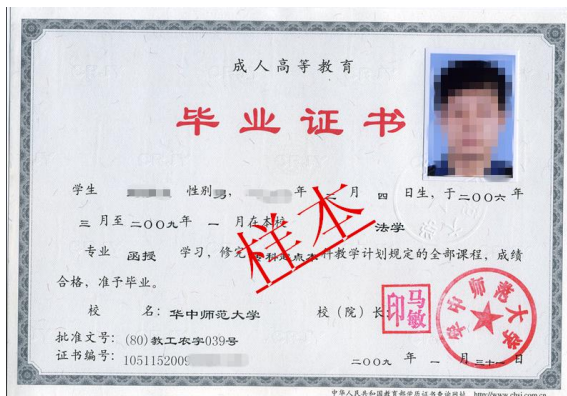 成人高等教育
毕业证书
学生 性别 年 月 四 日生，于二〇〇六年
三 月至二〇〇九年 一 月在本校 法学
专业 函授 学习，修完 教学计划规定的全部课程，成绩
合格，准予毕业。
样本
校 名：华中师范大学 校（院）长：
马敏印
华中师范大学
批准文号：(80)教工农字039号
证书编号：1051152009
二〇〇九 年 一 月 三十一 日
中华人民共和国教育部学历证书查询网址 http://www.chsi.com.cn